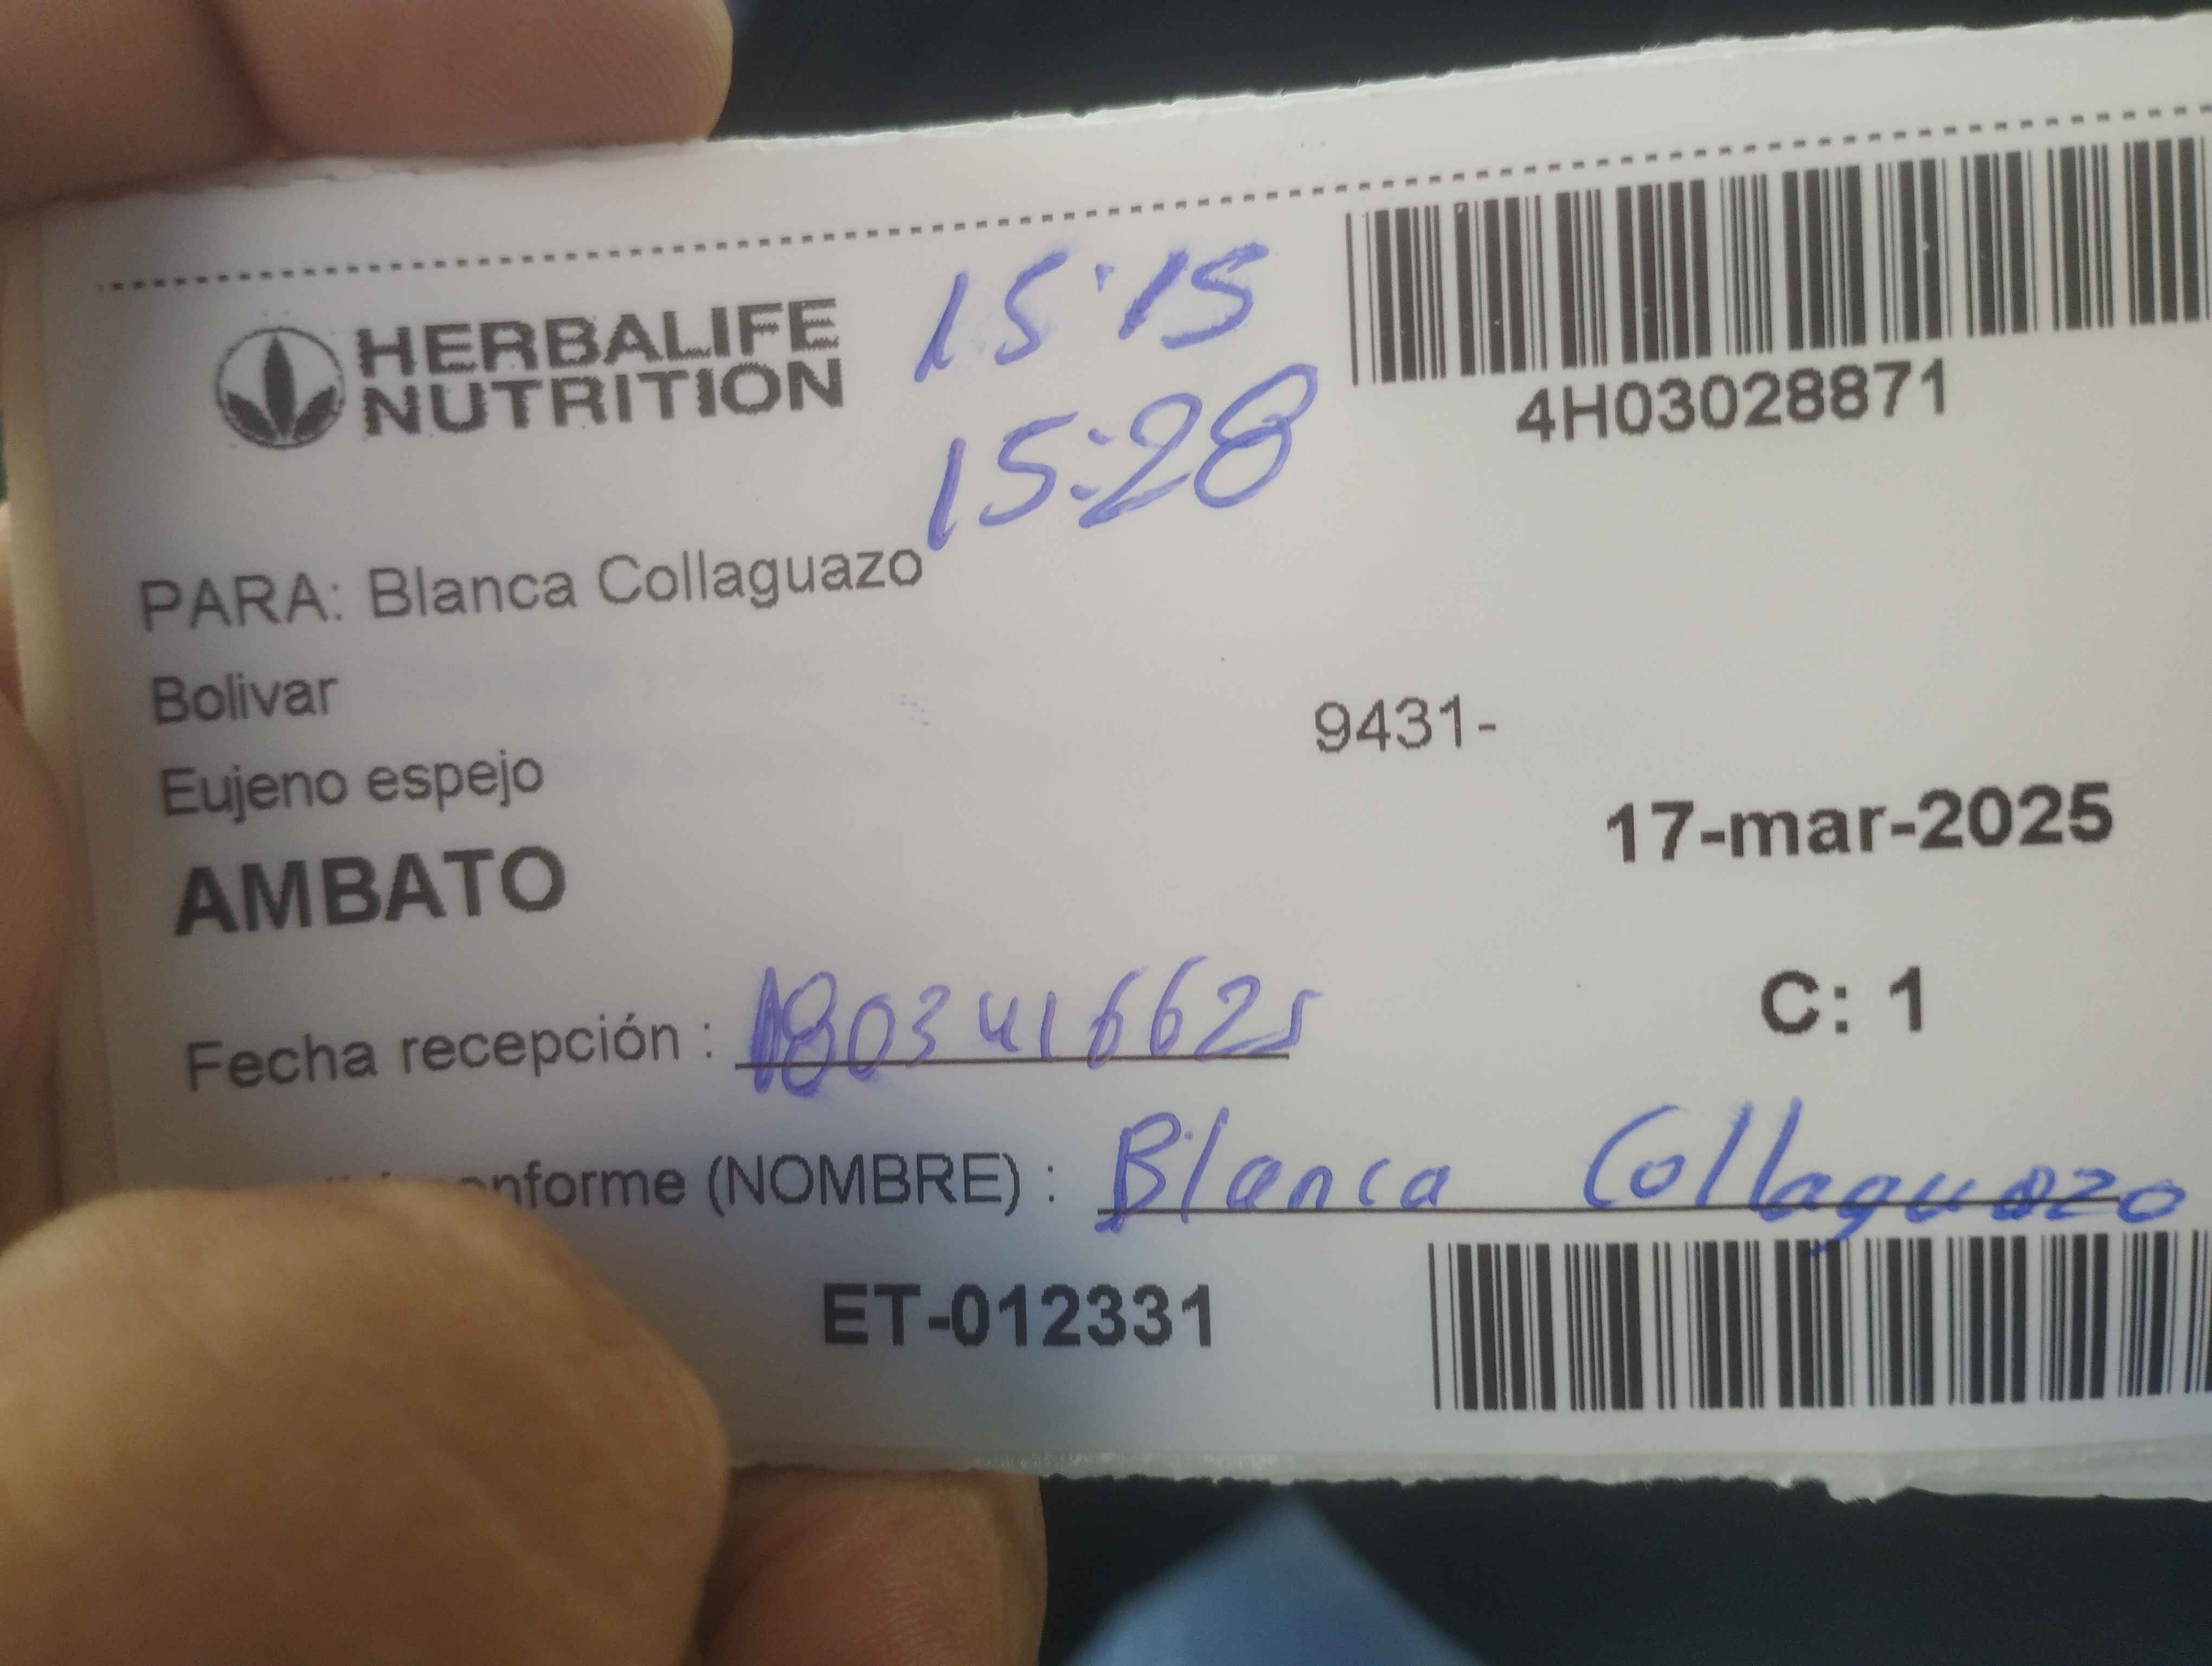 HERBALIFE
NUTRITION
15:15
15:28
4H03028871
PARA: Blanca Collaguazo
Bolivar
9431-
Eujeno espejo
17-mar-2025
AMBATO
C: 1
Fecha recepción : 1803416625
(NOMBRE) : Blanca Collaguazo
ET-012331